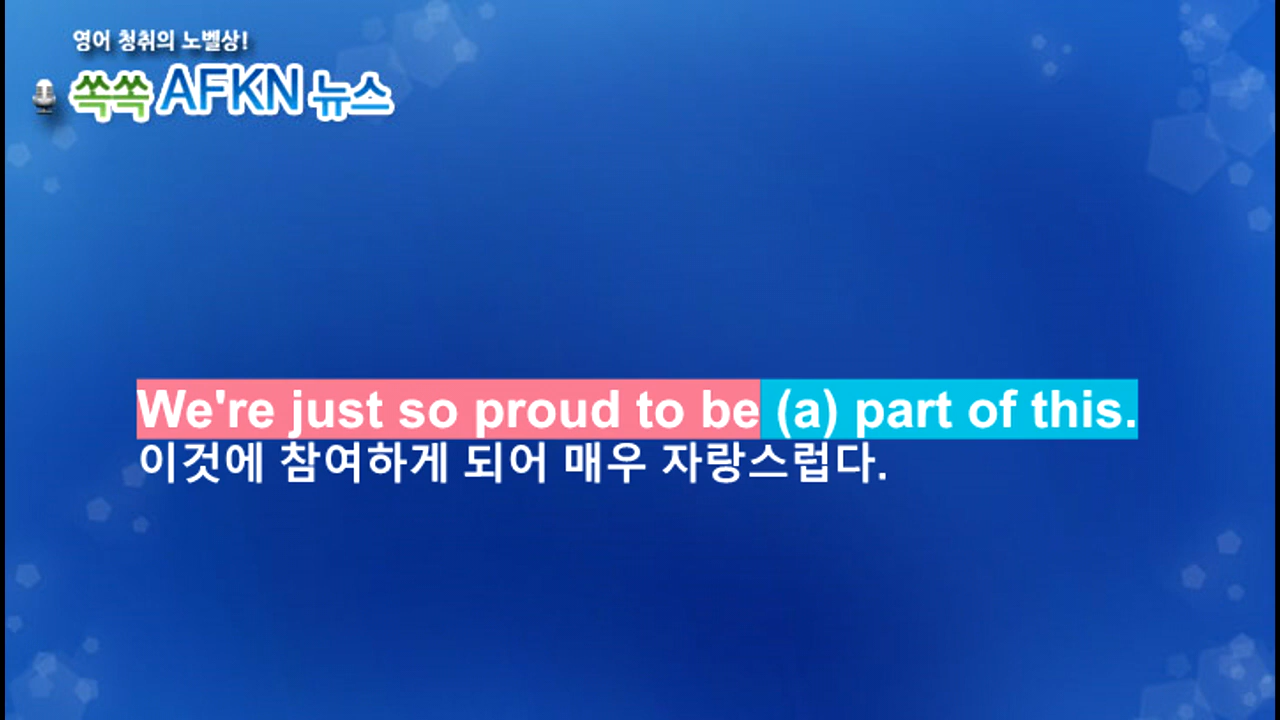 영어 청취의 노벨상!
쏙쏙 AFKN 뉴스
We're just so proud to be (a) part of this.
이것에 참여하게 되어 매우 자랑스럽다.